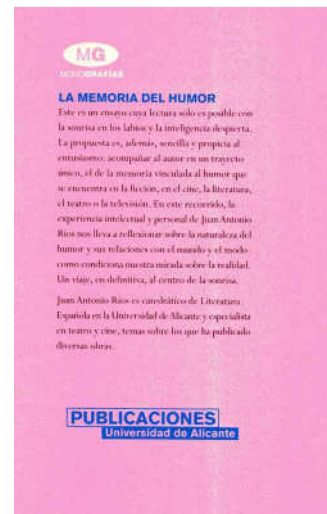 MG
MONOGRAFÍAS
LA MEMORIA DEL HUMOR
Este es un ensayo cuya lectura sólo es posible con
la sonrisa en los labios y la inteligencia despierta.
La propuesta es, además, sencilla y propicia al
entusiasmo: acompañar al autor en un trayecto
único, el de la memoria vinculada al humor que
se encuentra en la ficción, en el cine, la literatura,
el teatro o la televisión. En este recorrido, la
experiencia intelectual y personal de Juan Antonio
Ríos nos lleva a reflexionar sobre la naturaleza del
humor y sus relaciones con el mundo y el modo
como condiciona nuestra mirada sobre la realidad.
Un viaje, en definitiva, al centro de la sonrisa.
Juan Antonio Ríos es catedrático de Literatura
Española en la Universidad de Alicante y especialista
en teatro y cine, temas sobre los que ha publicado
diversas obras.
PUBLICACIONES
Universidad de Alicante